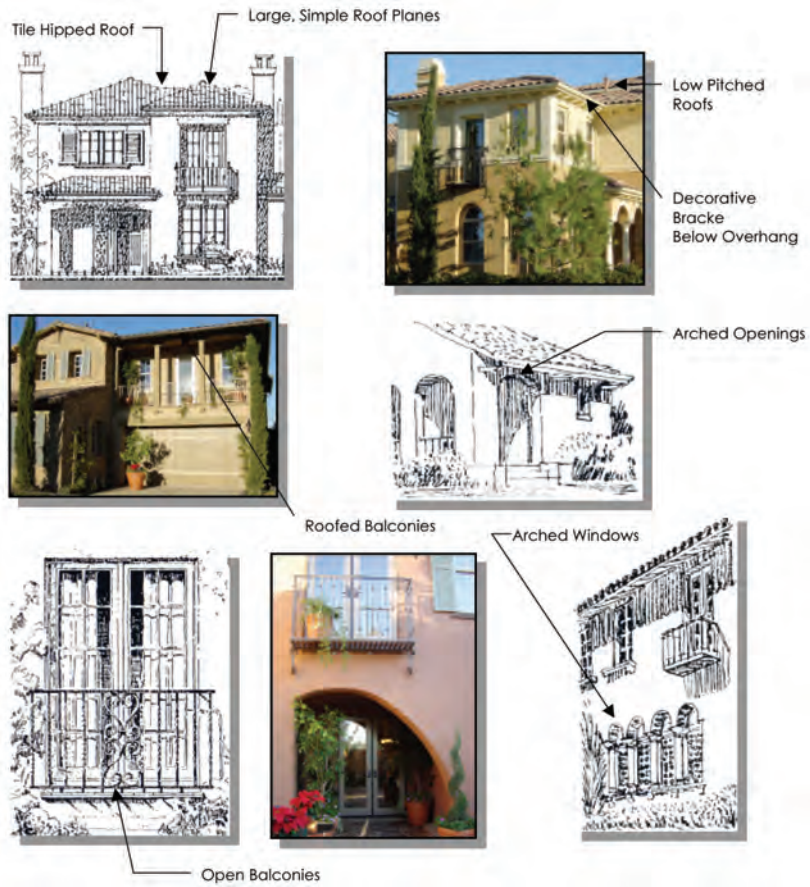 Large, Simple Roof Planes
Tile Hipped Roof
Low Pitched
Roofs
Decorative
Bracke
Below Overhang
Arched Openings
Roofed Balconies
Arched Windows
Open Balconies